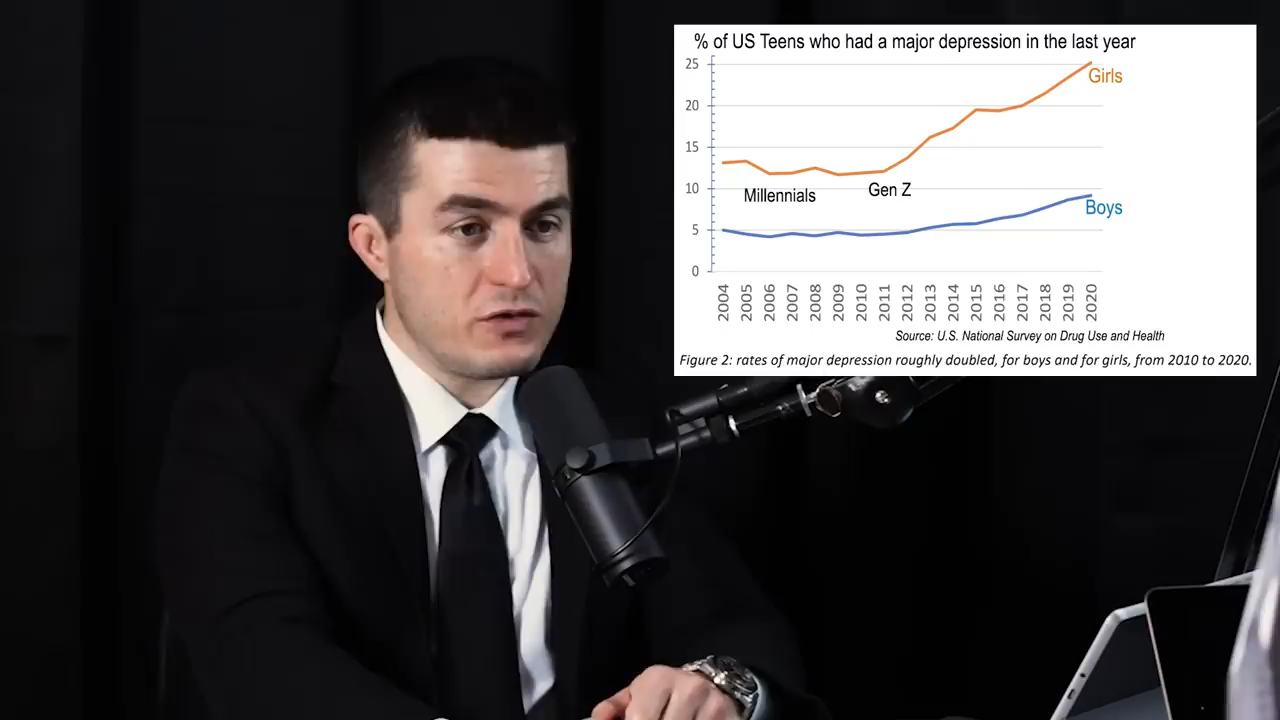 % of US Teens who had a major depression in the last year
25
Girls
20
15
Millennials
Gen Z
10
Boys
5
0
2004 2005 2006 2007 2008 2009 2010 2011 2012 2013 2014 2015 2016 2017 2018 2019 2020
Source: U.S. National Survey on Drug Use and Health
Figure 2: rates of major depression roughly doubled, for boys and for girls, from 2010 to 2020.